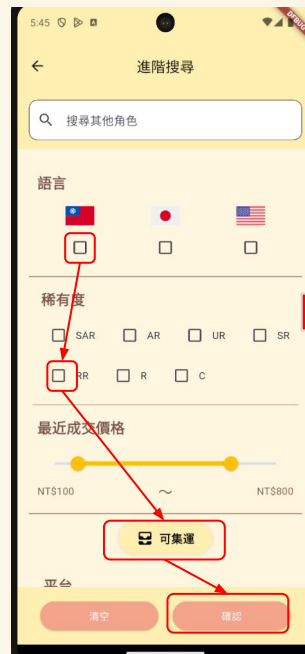 5:45
DEBUG
進階搜尋
搜尋其他角色
語言
稀有度
SAR AR UR SR
RR R C
最近成交價格
NT$100 ～ NT$800
可集運
平台
清空 確認